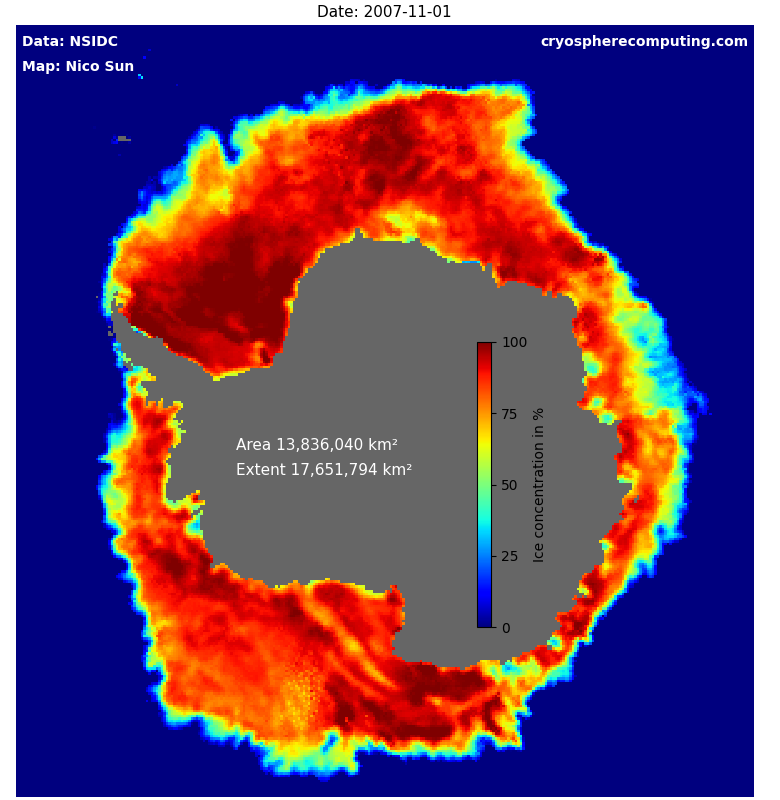 Date: 2007-11-01
Data: NSIDC
cryospherecomputing.com
Map: Nico Sun
100
75
50
25
0
Ice concentration in %
Area 13,836,040 km²
Extent 17,651,794 km²